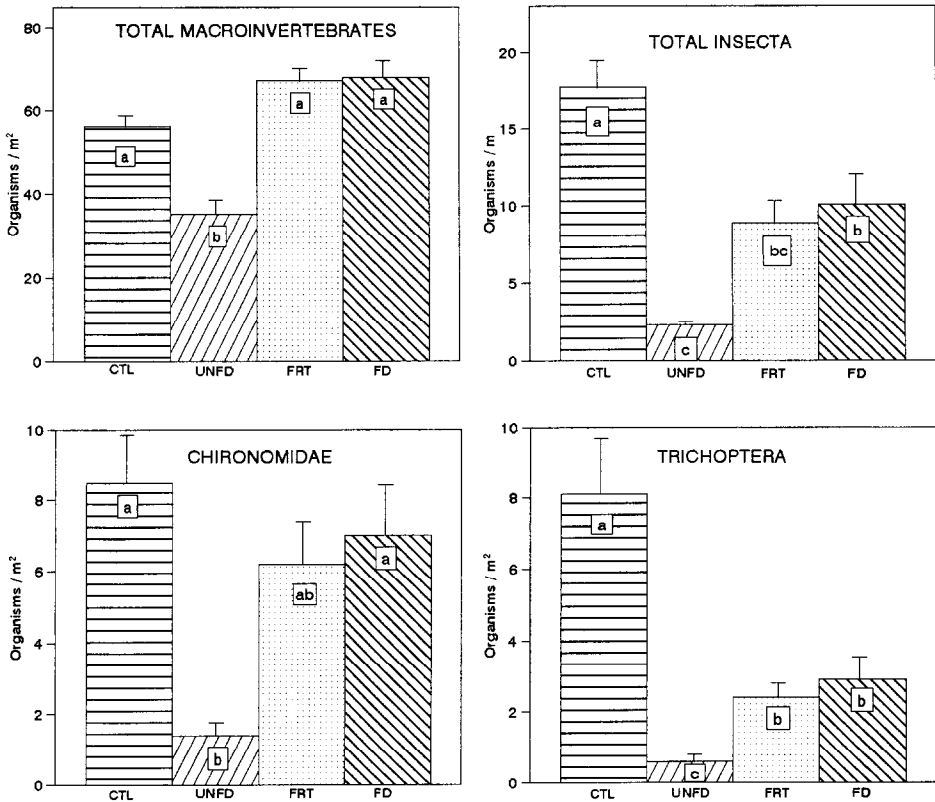 TOTAL MACROINVERTEBRATES
Organisms / m²
80
60
40
20
0
a
b
a
a
CTL UNFD FRT FD
TOTAL INSECTA
Organisms / m
20
15
10
5
0
a
c
bc
b
CTL UNFD FRT FD
CHIRONOMIDAE
Organisms / m²
10
8
6
4
2
0
a
b
ab
a
CTL UNFD FRT FD
TRICHOPTERA
Organisms / m²
10
8
6
4
2
0
a
c
b
b
CTL UNFD FRT FD